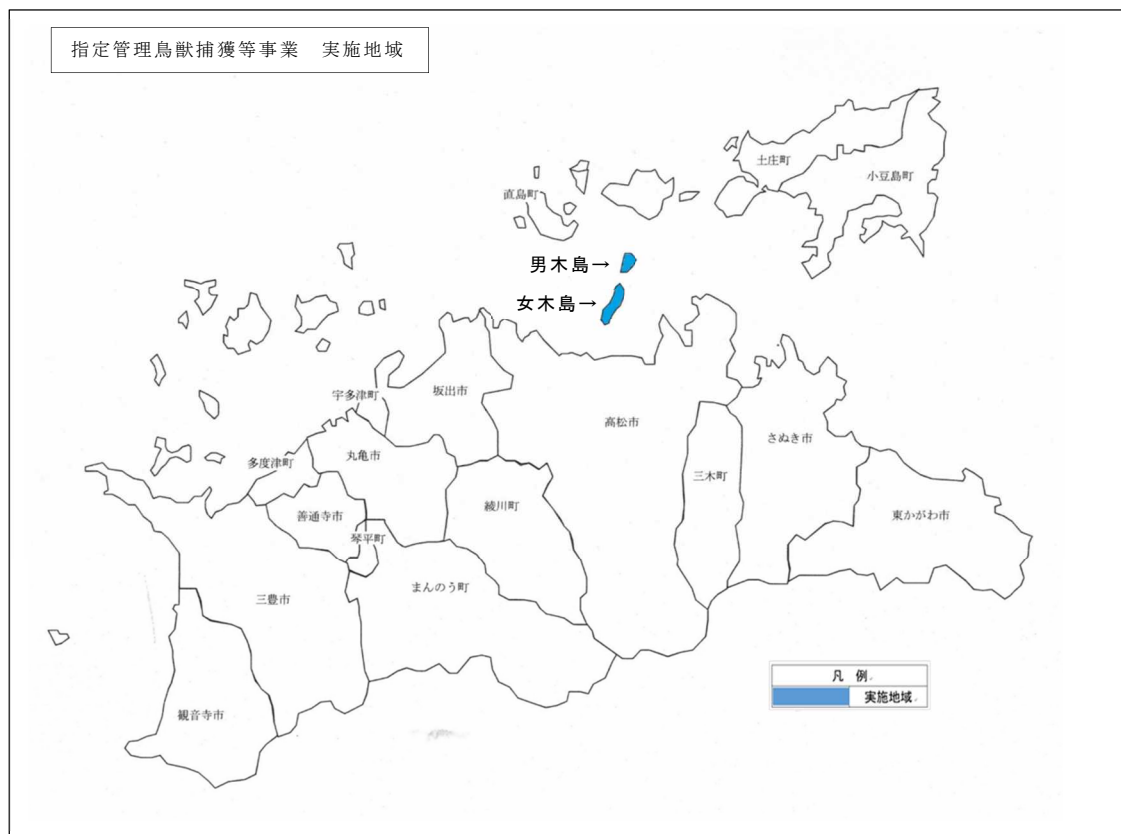 指定管理鳥獣捕獲等事業　実施地域
土庄町
小豆島町
直島町
男木島→
女木島→
宇多津町
坂出市
高松市
さぬき市
多度津町
丸亀市
三木町
善通寺市
綾川町
東かがわ市
琴平町
まんのう町
三豊市
観音寺市
凡　例
実施地域